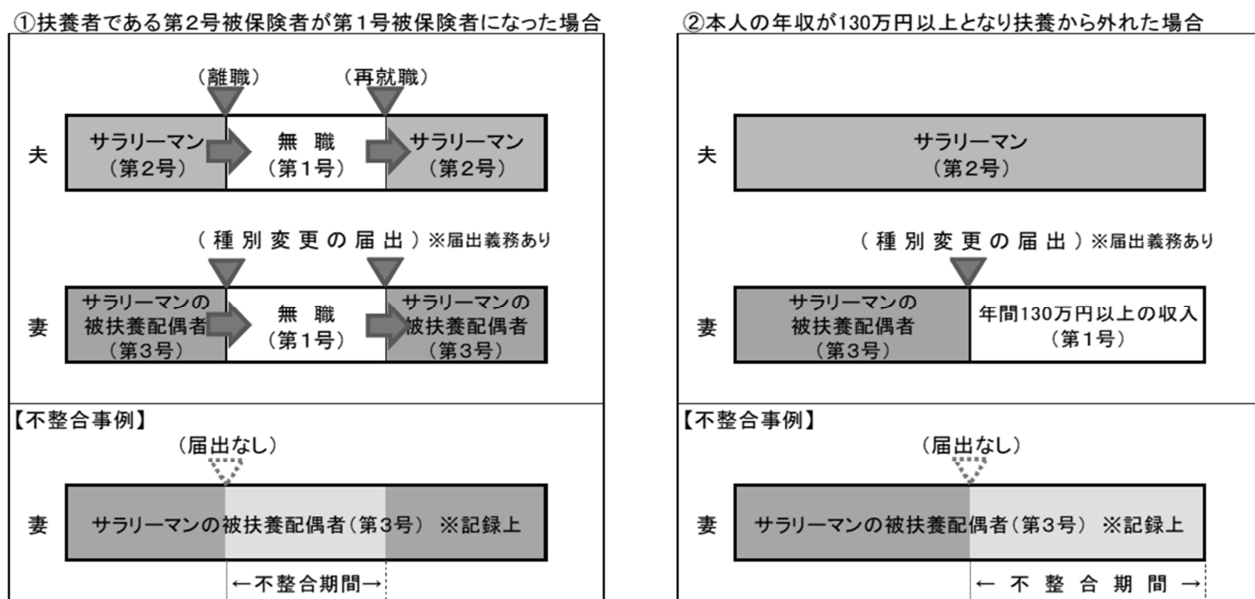 ①扶養者である第２号被保険者が第１号被保険者になった場合
（離職）
（再就職）
夫
サラリーマン
（第２号）
無 職
（第１号）
サラリーマン
（第２号）
（ 種 別 変 更 の 届 出 ） ※届出義務あり
妻
サラリーマンの
被扶養配偶者
（第３号）
無 職
（第１号）
サラリーマンの
被扶養配偶者
（第３号）
【不整合事例】
（届出なし）
妻
サラリーマンの被扶養配偶者（第３号） ※記録上
←不整合期間→
②本人の年収が130万円以上となり扶養から外れた場合
夫
サラリーマン
（第２号）
（ 種 別 変 更 の 届 出 ） ※届出義務あり
妻
サラリーマンの
被扶養配偶者
（第３号）
年間130万円以上の収入
（第１号）
【不整合事例】
（届出なし）
妻
サラリーマンの被扶養配偶者（第３号） ※記録上
← 不 整 合 期 間 →